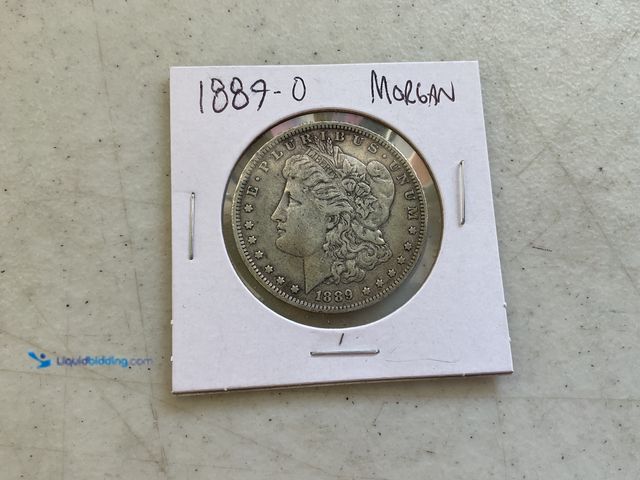 1889-O MORGAN
E·PLURIBUS·UNUM
1889
Liquidbidding.com